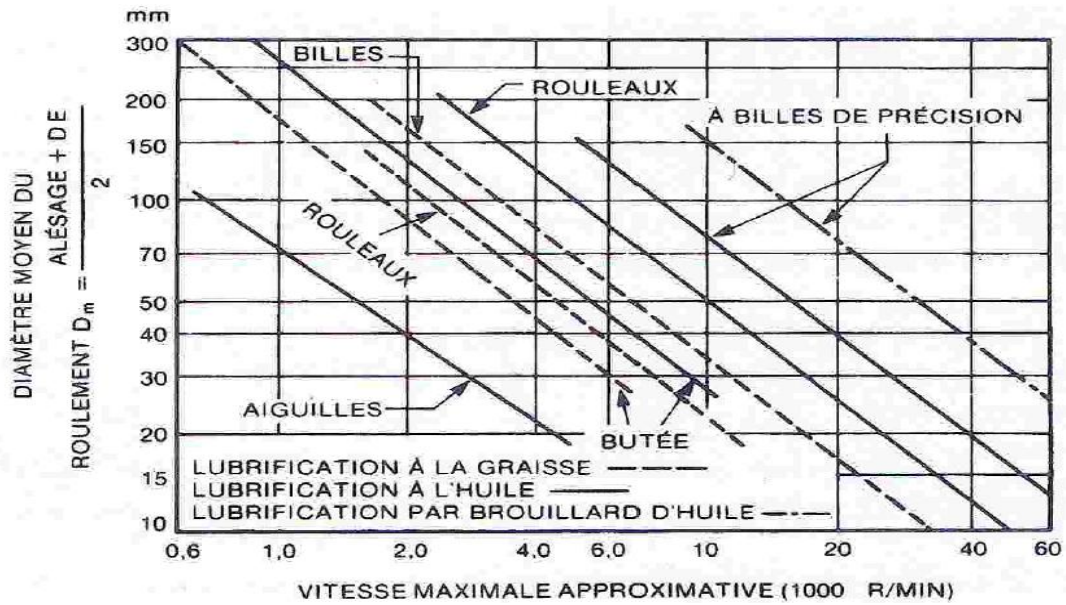 mm
300
200
150
100
70
50
40
30
20
15
10
DIAMÈTRE MOYEN DU
ROULEMENT Dm = ALÉSAGE + DE
2
BILLES
ROULEAUX
À BILLES DE PRÉCISION
ROULEAUX
AIGUILLES
BUTÉE
LUBRIFICATION À LA GRAISSE
LUBRIFICATION À L'HUILE
LUBRIFICATION PAR BROUILLARD D'HUILE
0,6 1,0 2,0 4,0 6.0 10 20 40 60
VITESSE MAXIMALE APPROXIMATIVE (1000 R/MIN)